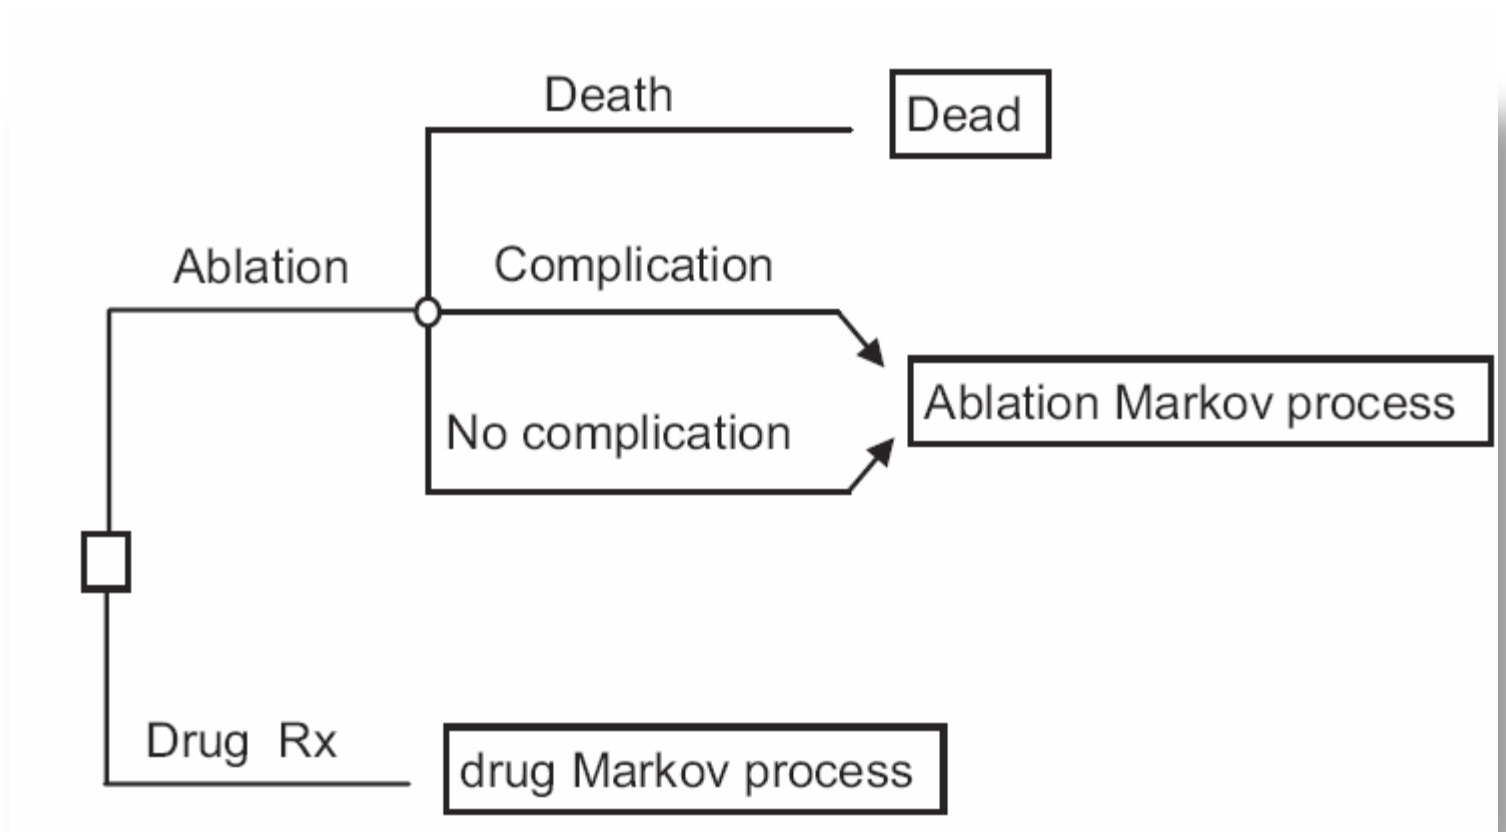 Death
Dead
Ablation
Complication
Ablation Markov process
No complication
Drug Rx
drug Markov process